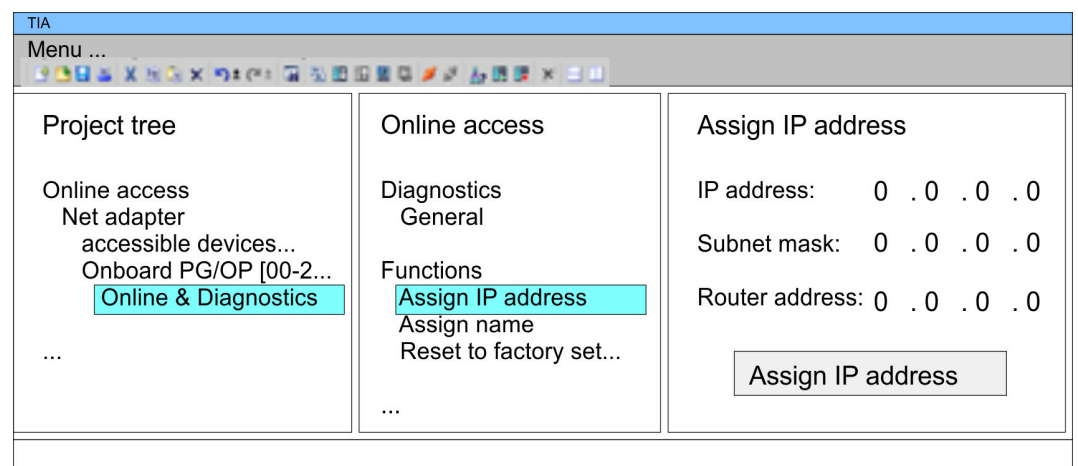 TIA
Menu ...
Project tree
Online access
Net adapter
accessible devices...
Onboard PG/OP [00-2...
Online & Diagnostics
...
Online access
Diagnostics
General
Functions
Assign IP address
Assign name
Reset to factory set...
...
Assign IP address
IP address: 0 . 0 . 0 . 0
Subnet mask: 0 . 0 . 0 . 0
Router address: 0 . 0 . 0 . 0
Assign IP address